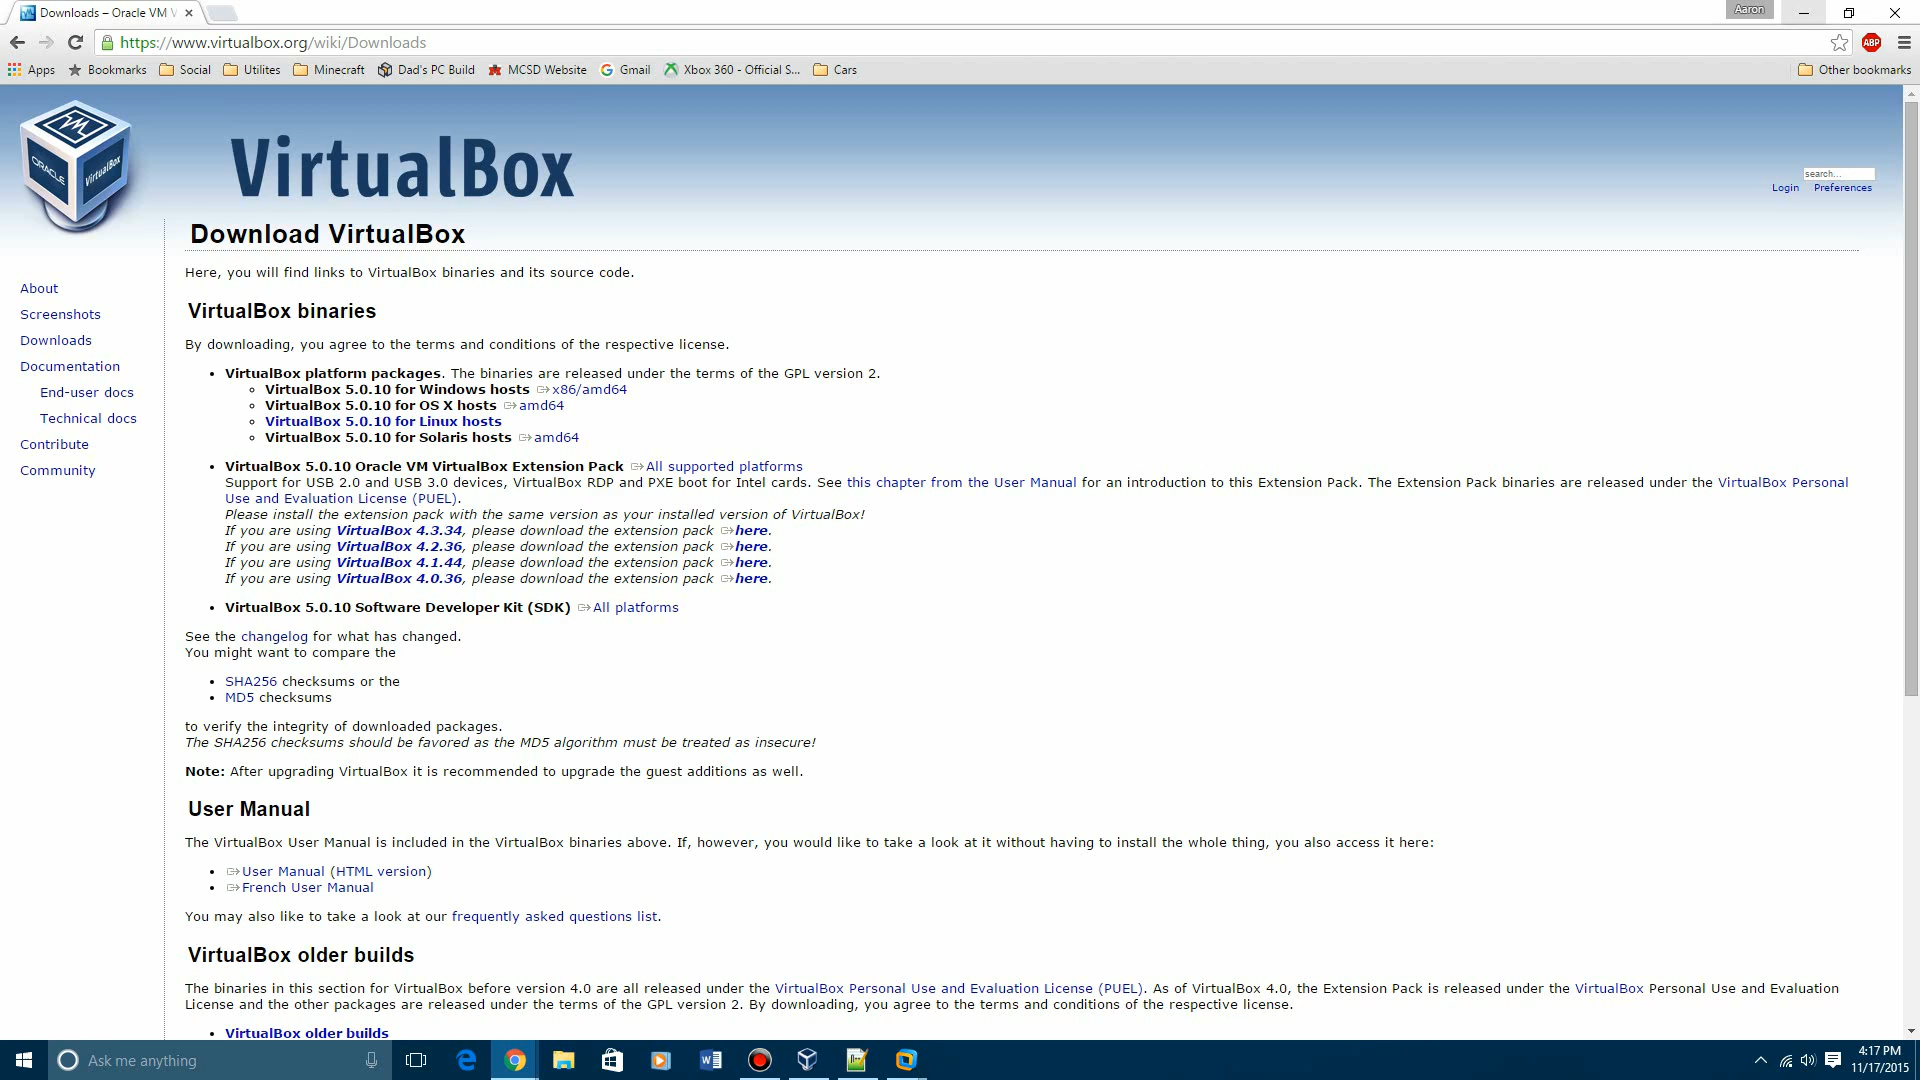 Downloads – Oracle VM V
Aaron
https://www.virtualbox.org/wiki/Downloads
ABP
Apps Bookmarks Social Utilites Minecraft Dad's PC Build MCSD Website Gmail Xbox 360 - Official S... Cars Other bookmarks
ORACLE VirtualBox
VirtualBox
search...
Login Preferences
Download VirtualBox
Here, you will find links to VirtualBox binaries and its source code.
About
Screenshots
Downloads
Documentation
End-user docs
Technical docs
Contribute
Community
VirtualBox binaries
By downloading, you agree to the terms and conditions of the respective license.
• VirtualBox platform packages. The binaries are released under the terms of the GPL version 2.
VirtualBox 5.0.10 for Windows hosts x86/amd64
VirtualBox 5.0.10 for OS X hosts amd64
VirtualBox 5.0.10 for Linux hosts
VirtualBox 5.0.10 for Solaris hosts amd64
• VirtualBox 5.0.10 Oracle VM VirtualBox Extension Pack All supported platforms
Support for USB 2.0 and USB 3.0 devices, VirtualBox RDP and PXE boot for Intel cards. See this chapter from the User Manual for an introduction to this Extension Pack. The Extension Pack binaries are released under the VirtualBox Personal
Use and Evaluation License (PUEL).
Please install the extension pack with the same version as your installed version of VirtualBox!
If you are using VirtualBox 4.3.34, please download the extension pack here.
If you are using VirtualBox 4.2.36, please download the extension pack here.
If you are using VirtualBox 4.1.44, please download the extension pack here.
If you are using VirtualBox 4.0.36, please download the extension pack here.
• VirtualBox 5.0.10 Software Developer Kit (SDK) All platforms
See the changelog for what has changed.
You might want to compare the
• SHA256 checksums or the
• MD5 checksums
to verify the integrity of downloaded packages.
The SHA256 checksums should be favored as the MD5 algorithm must be treated as insecure!
Note: After upgrading VirtualBox it is recommended to upgrade the guest additions as well.
User Manual
The VirtualBox User Manual is included in the VirtualBox binaries above. If, however, you would like to take a look at it without having to install the whole thing, you also access it here:
• User Manual (HTML version)
• French User Manual
You may also like to take a look at our frequently asked questions list.
VirtualBox older builds
The binaries in this section for VirtualBox before version 4.0 are all released under the VirtualBox Personal Use and Evaluation License (PUEL). As of VirtualBox 4.0, the Extension Pack is released under the VirtualBox Personal Use and Evaluation
License and the other packages are released under the terms of the GPL version 2. By downloading, you agree to the terms and conditions of the respective license.
• VirtualBox older builds
Ask me anything
4:17 PM
11/17/2015